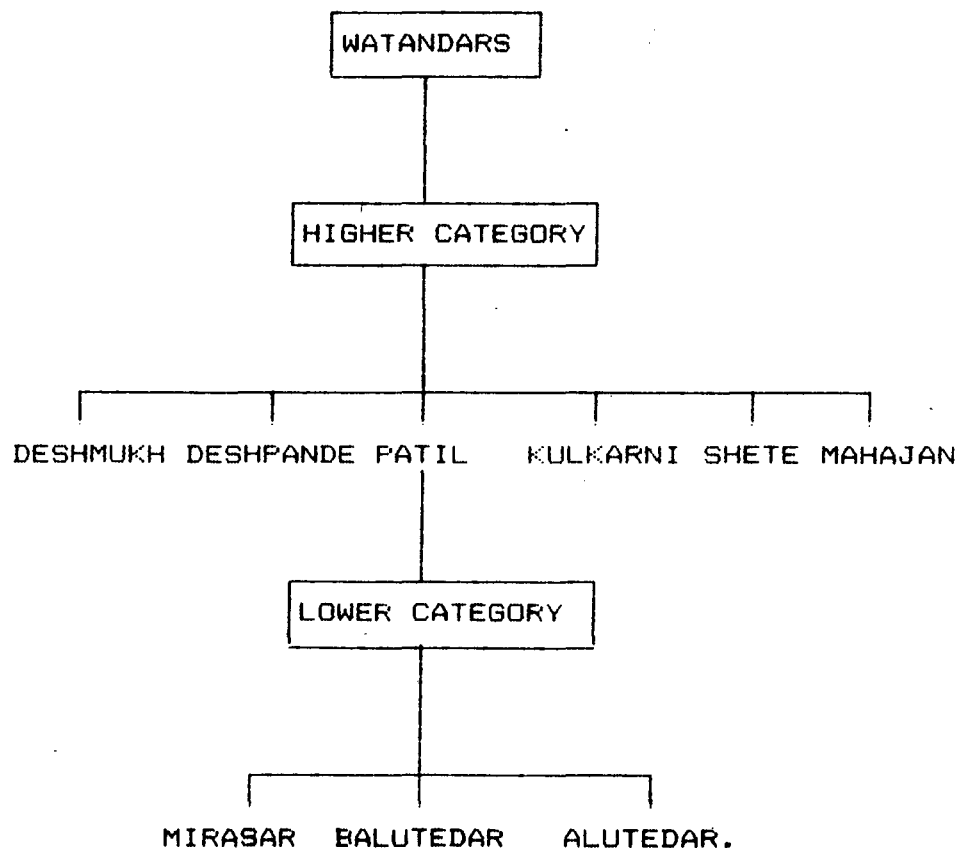 WATANDARS
HIGHER CATEGORY
DESHMUKH DESHPANDE PATIL KULKARNI SHETE MAHAJAN
LOWER CATEGORY
MIRASAR BALUTEDAR ALUTEDAR.